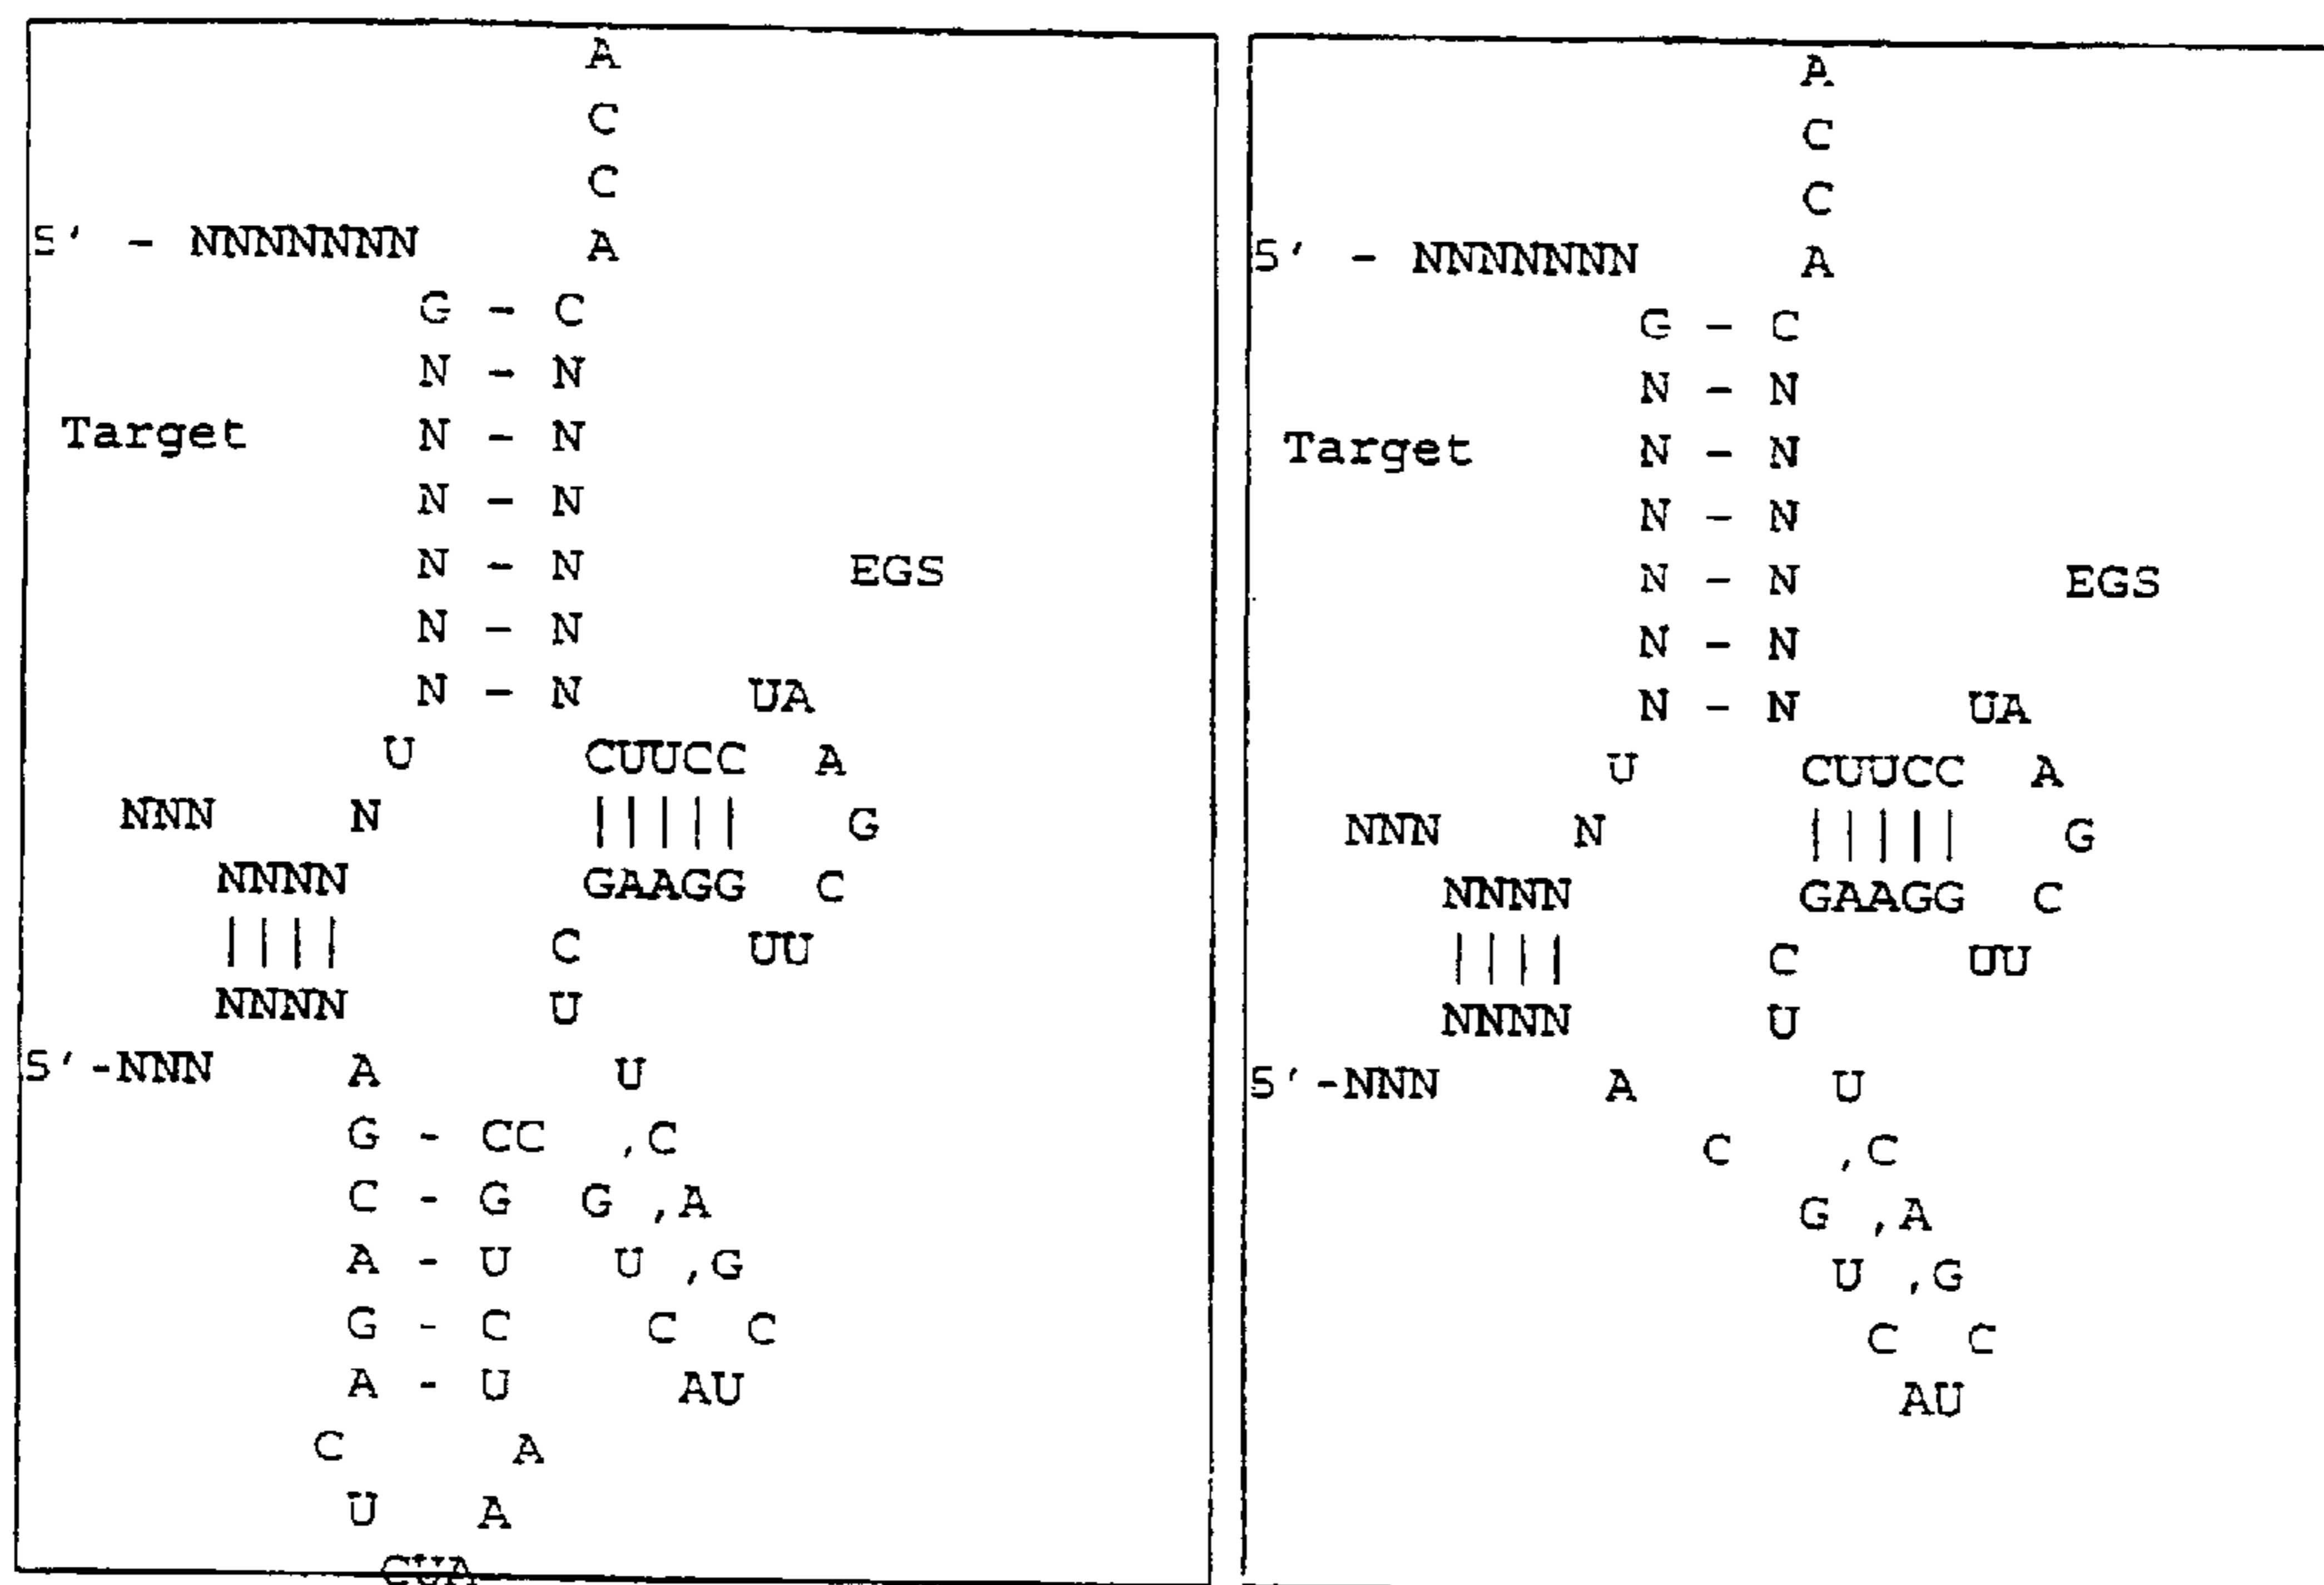 A
C
C
5' - NNNNNNN A
G - C
N - N
Target N - N
N - N
N - N EGS
N - N
N - N UA
U CUUCC A
NNN N ||||| G
NNNN GAAGG C
|||| C UU
NNNN U
5'-NNN A U
G - CC ,C
C - G G ,A
A - U U ,G
G - C C C
A - U AU
C A
U A
A
C
C
5' - NNNNNNN A
G - C
N - N
Target N - N
N - N
N - N EGS
N - N
N - N UA
U CUUCC A
NNN N ||||| G
NNNN GAAGG C
|||| C UU
NNNN U
5'-NNN A U
C ,C
G ,A
U ,G
C C
AU